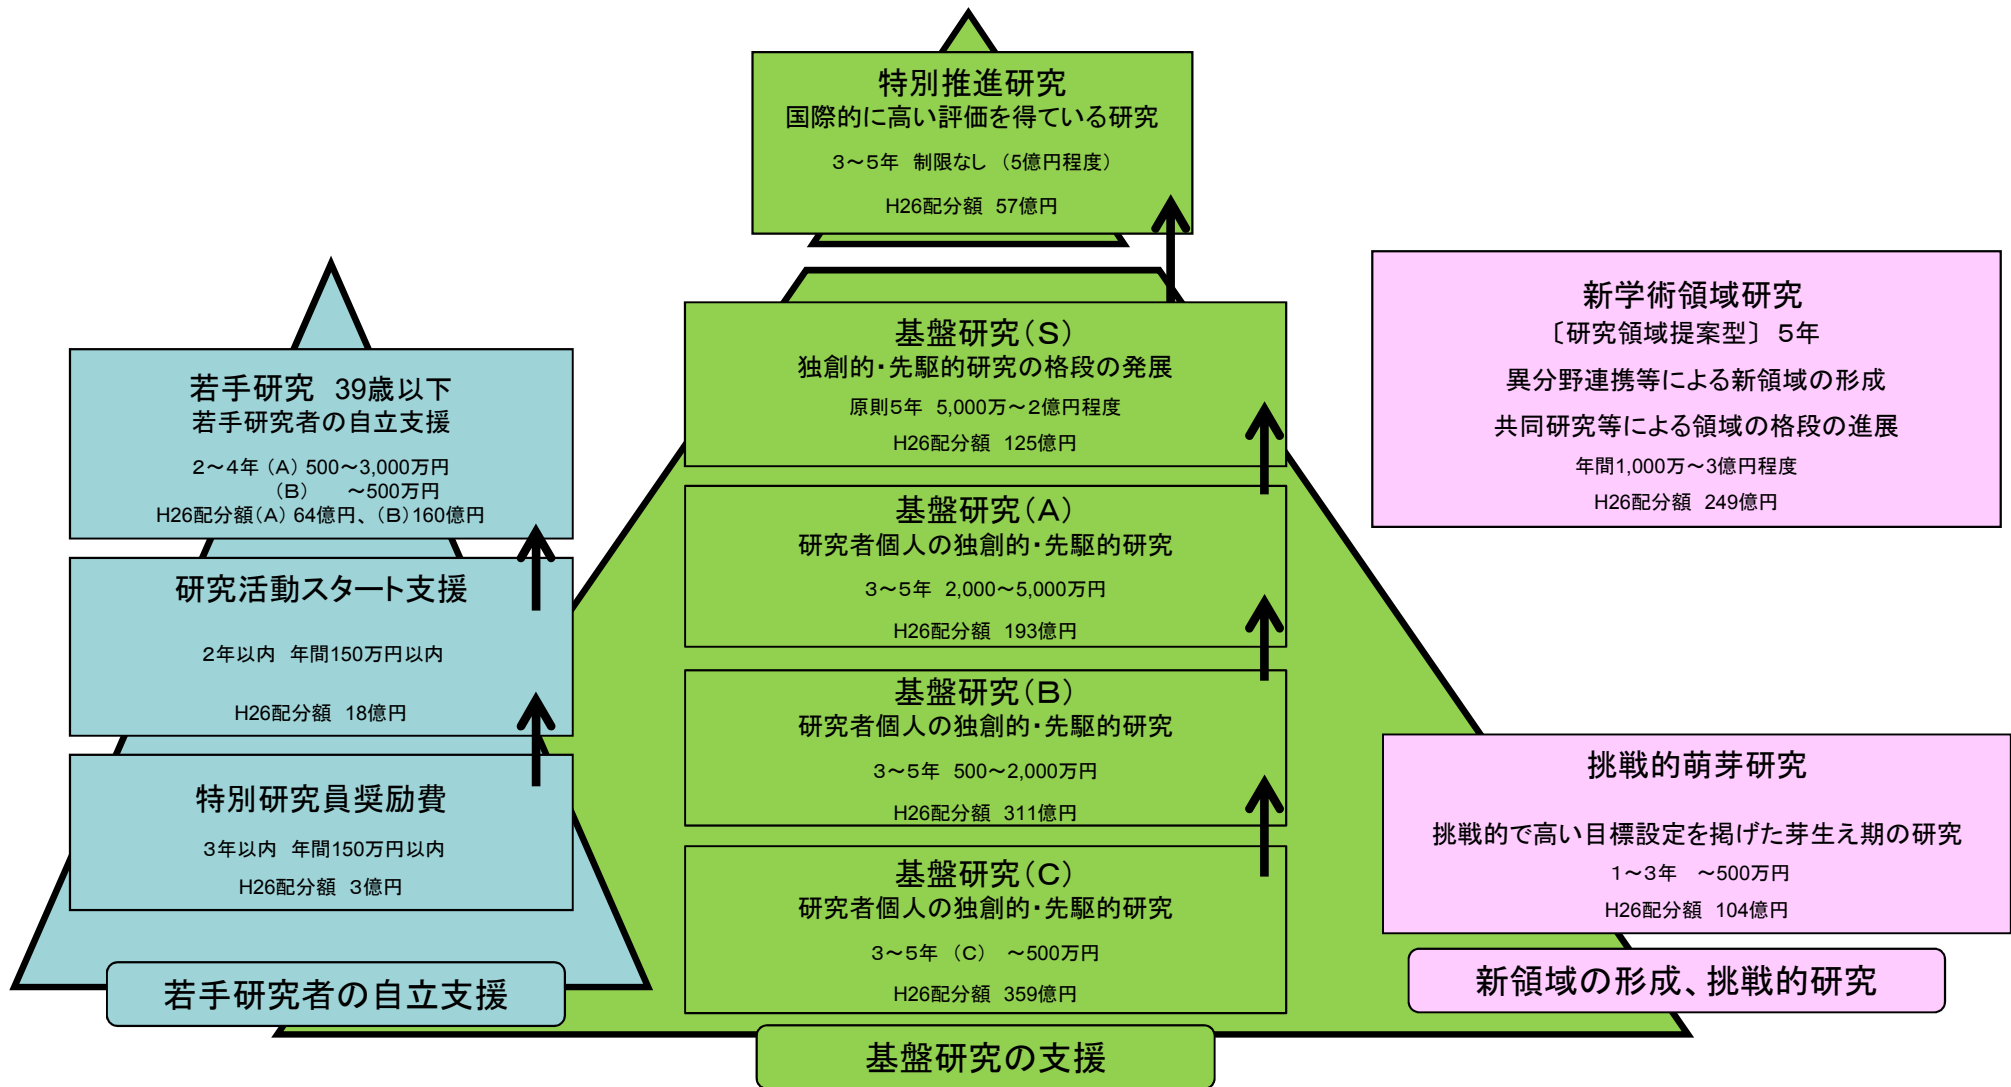 特別推進研究
国際的に高い評価を得ている研究
3～5年 制限なし （5億円程度）
H26配分額 57億円
若手研究 39歳以下
若手研究者の自立支援
2～4年 （A） 500～3,000万円
（B） ～500万円
H26配分額（A） 64億円、（B）160億円
研究活動スタート支援
2年以内 年間150万円以内
H26配分額 18億円
特別研究員奨励費
3年以内 年間150万円以内
H26配分額 3億円
若手研究者の自立支援
基盤研究（S）
独創的・先駆的研究の格段の発展
原則5年 5,000万～2億円程度
H26配分額 125億円
基盤研究（A）
研究者個人の独創的・先駆的研究
3～5年 2,000～5,000万円
H26配分額 193億円
基盤研究（B）
研究者個人の独創的・先駆的研究
3～5年 500～2,000万円
H26配分額 311億円
基盤研究（C）
研究者個人の独創的・先駆的研究
3～5年 （C） ～500万円
H26配分額 359億円
基盤研究の支援
新学術領域研究
〔研究領域提案型〕 5年
異分野連携等による新領域の形成
共同研究等による領域の格段の進展
年間1,000万～3億円程度
H26配分額 249億円
挑戦的萌芽研究
挑戦的で高い目標設定を掲げた芽生え期の研究
1～3年 ～500万円
H26配分額 104億円
新領域の形成、挑戦的研究